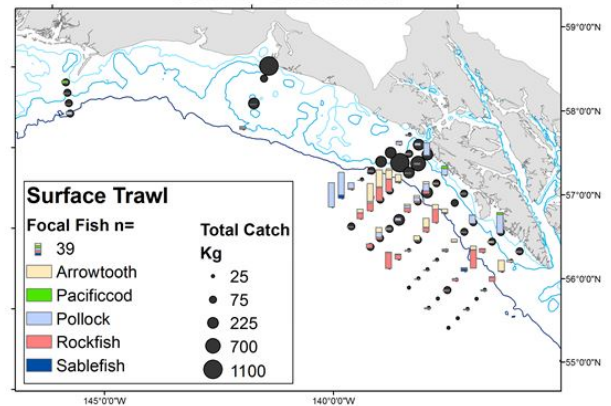 59°0'0"N
58°0'0"N
57°0'0"N
56°0'0"N
55°0'0"N
Surface Trawl
Focal Fish n=
39
Arrowtooth
Pacificcod
Pollock
Rockfish
Sablefish
Total Catch
Kg
25
75
225
700
1100
145°0'0"W
140°0'0"W